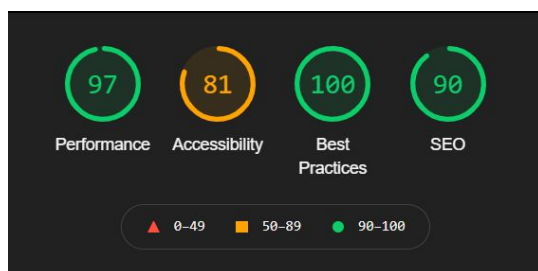 97 81 100 90
Performance Accessibility Best Practices SEO
0–49 50–89 90–100